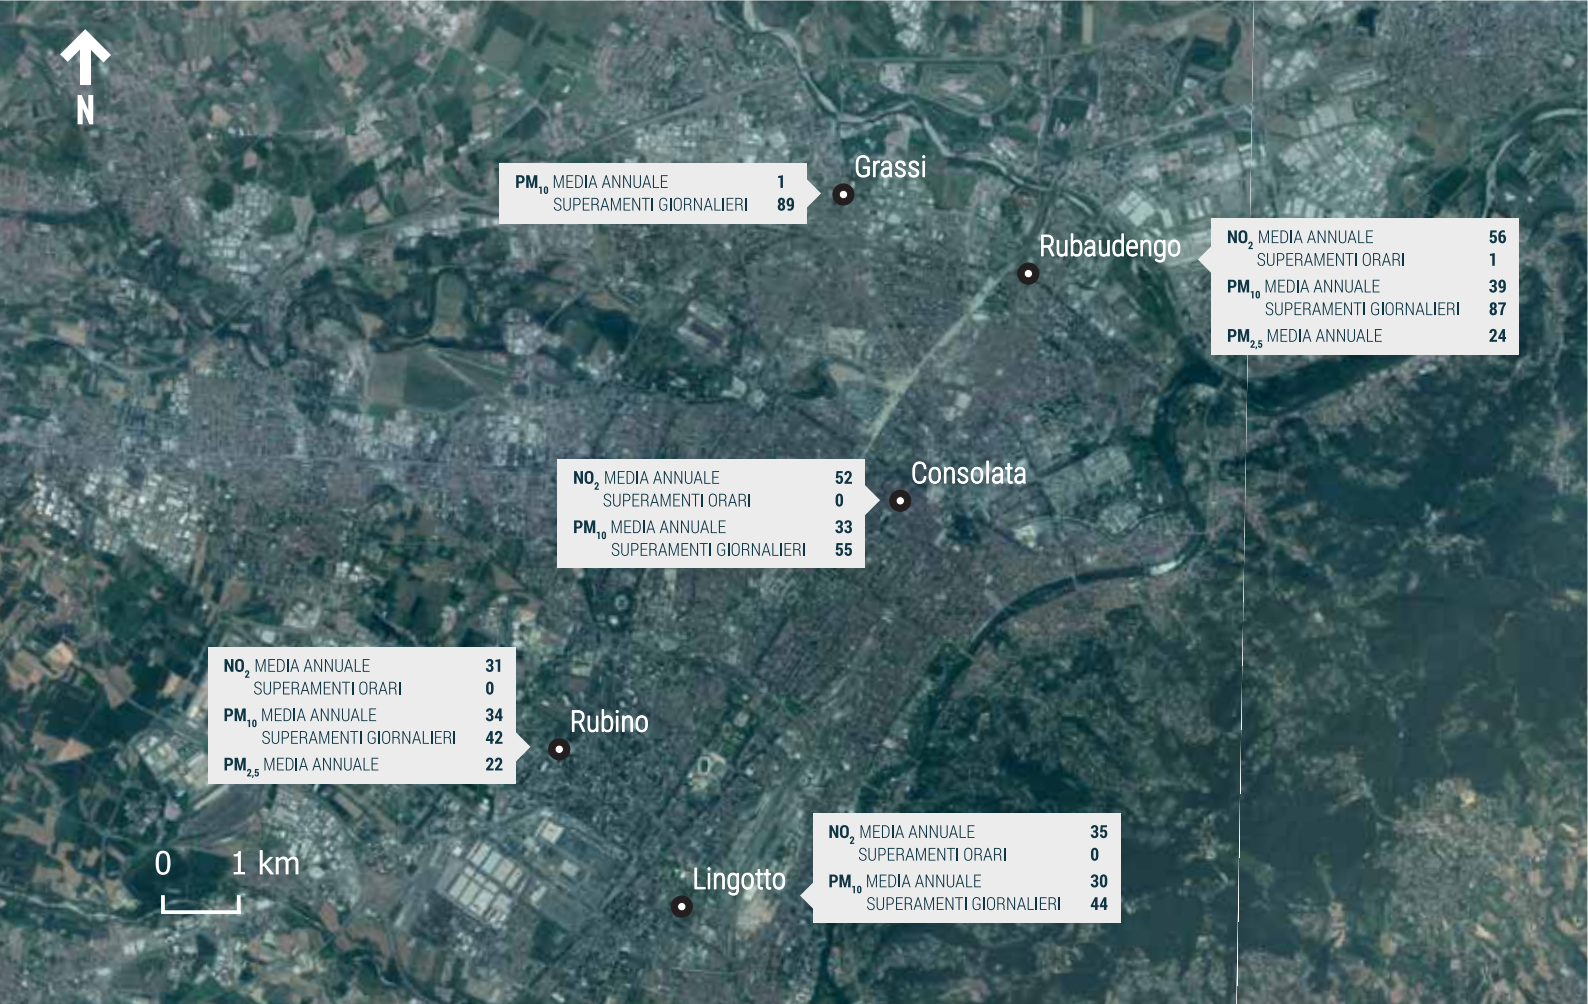 N
Grassi
PM10 MEDIA ANNUALE 1
SUPERAMENTI GIORNALIERI 89
Rubaudengo
NO2 MEDIA ANNUALE 56
SUPERAMENTI ORARI 1
PM10 MEDIA ANNUALE 39
SUPERAMENTI GIORNALIERI 87
PM2,5 MEDIA ANNUALE 24
Consolata
NO2 MEDIA ANNUALE 52
SUPERAMENTI ORARI 0
PM10 MEDIA ANNUALE 33
SUPERAMENTI GIORNALIERI 55
Rubino
NO2 MEDIA ANNUALE 31
SUPERAMENTI ORARI 0
PM10 MEDIA ANNUALE 34
SUPERAMENTI GIORNALIERI 42
PM2,5 MEDIA ANNUALE 22
Lingotto
NO2 MEDIA ANNUALE 35
SUPERAMENTI ORARI 0
PM10 MEDIA ANNUALE 30
SUPERAMENTI GIORNALIERI 44
0 1 km